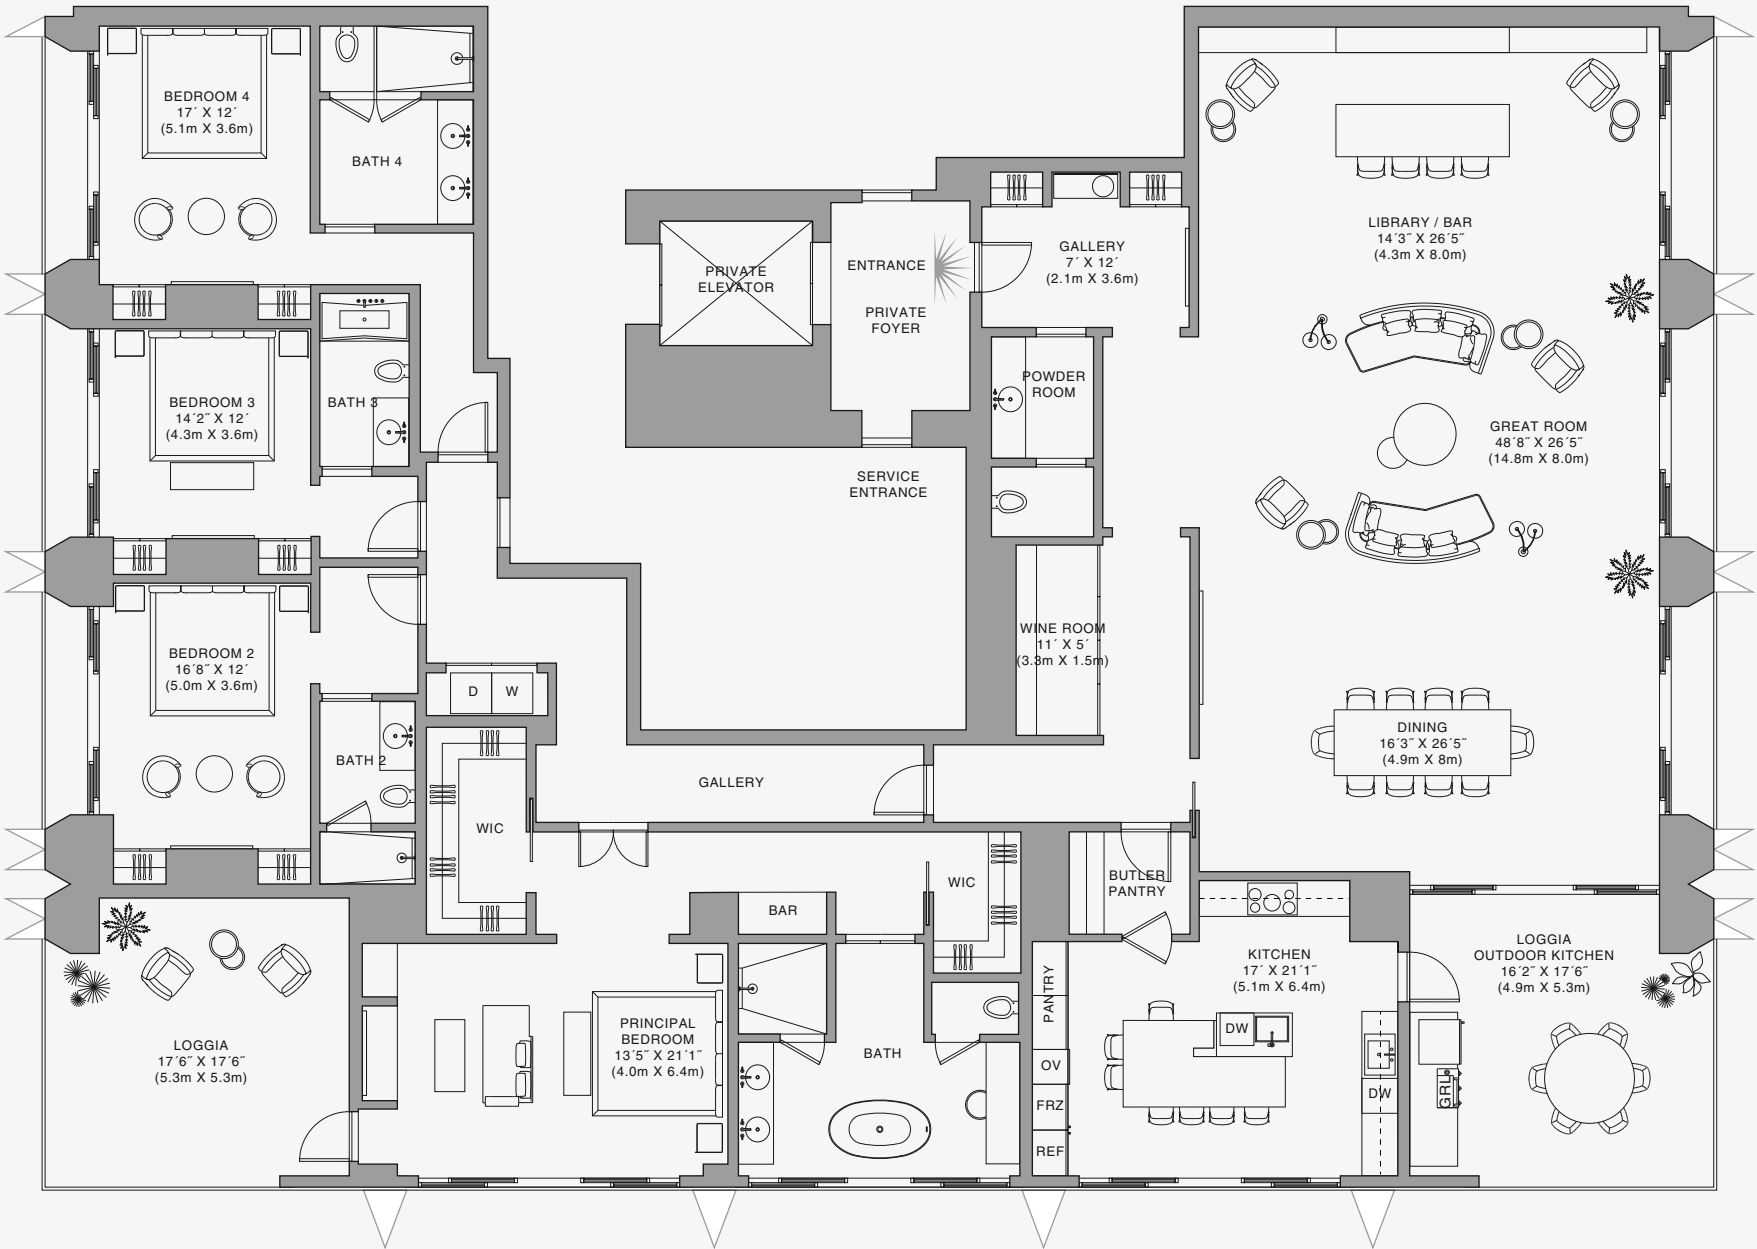 BEDROOM 4
17´ X 12´
(5.1m X 3.6m)
BATH 4
LIBRARY / BAR
14´3˝ X 26´5˝
(4.3m X 8.0m)
PRIVATE
ELEVATOR
ENTRANCE
PRIVATE
FOYER
GALLERY
7´ X 12´
(2.1m X 3.6m)
BEDROOM 3
14´2˝ X 12´
(4.3m X 3.6m)
BATH 3
POWDER
ROOM
GREAT ROOM
48´8˝ X 26´5˝
(14.8m X 8.0m)
SERVICE
ENTRANCE
BEDROOM 2
16´8˝ X 12´
(5.0m X 3.6m)
D
W
WINE ROOM
11´ X 5´
(3.3m X 1.5m)
BATH 2
GALLERY
DINING
16´3˝ X 26´5˝
(4.9m X 8m)
WIC
WIC
BAR
BUTLER
PANTRY
LOGGIA
17´6˝ X 17´6˝
(5.3m X 5.3m)
PRINCIPAL
BEDROOM
13´5˝ X 21´1˝
(4.0m X 6.4m)
BATH
PANTRY
OV
FRZ
REF
KITCHEN
17´ X 21´1˝
(5.1m X 6.4m)
DW
DW
GRL
LOGGIA
OUTDOOR KITCHEN
16´2˝ X 17´6˝
(4.9m X 5.3m)